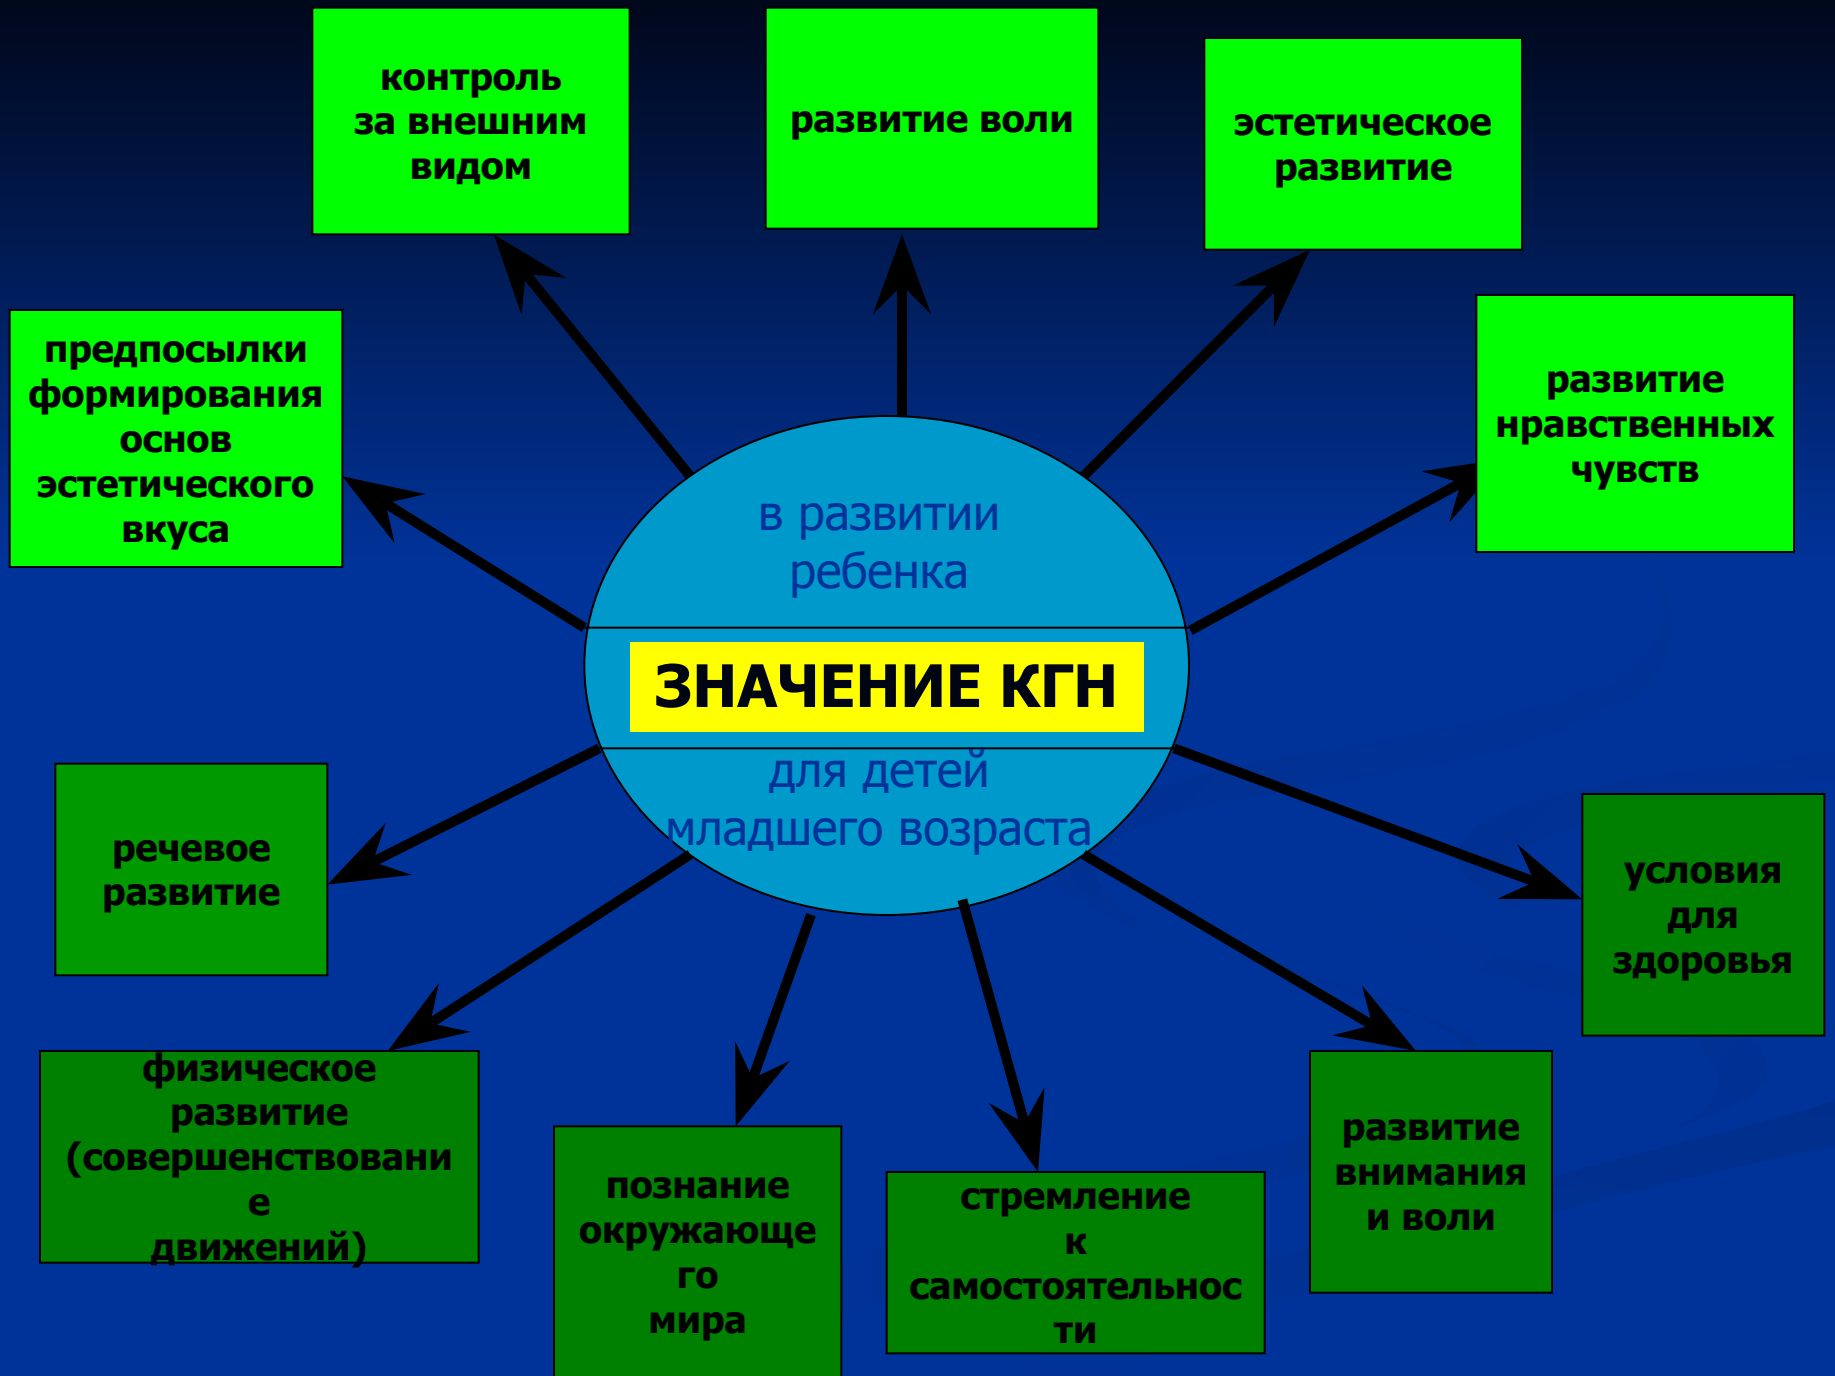 контроль
за внешним
видом
развитие воли
эстетическое
развитие
предпосылки
формирования
основ
эстетического
вкуса
развитие
нравственных
чувств
в развитии
ребенка
ЗНАЧЕНИЕ КГН
для детей
младшего возраста
речевое
развитие
условия
для
здоровья
физическое
развитие
(совершенствовани
е
движений)
познание
окружающе
го
мира
стремление
к
самостоятельнос
ти
развитие
внимания
и воли